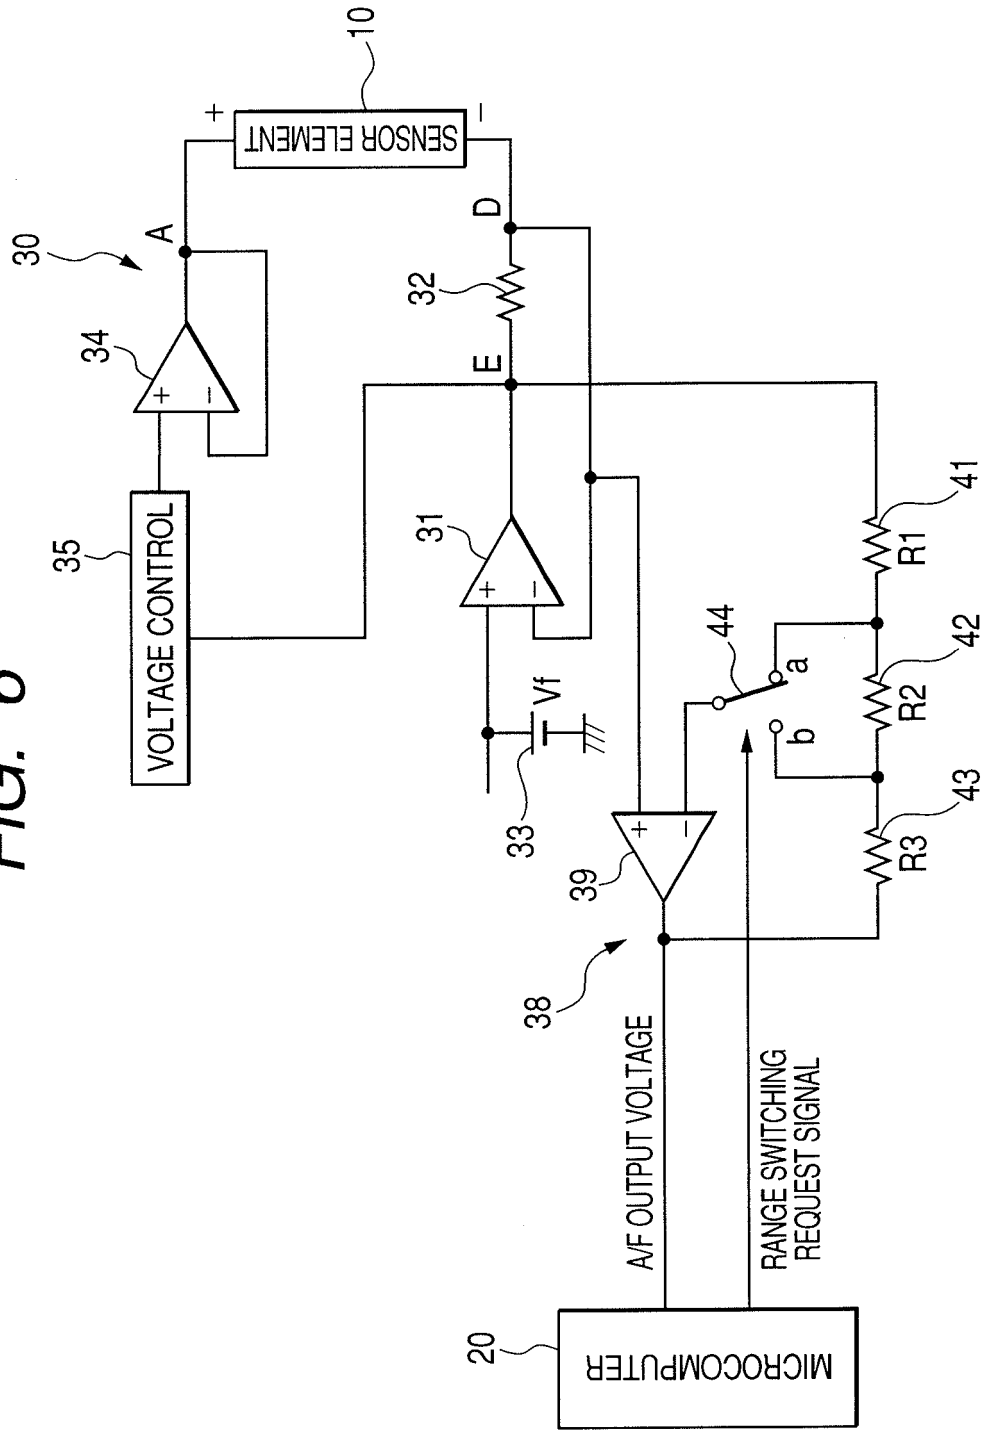 FIG.
30
35
34
A
10
VOLTAGE CONTROL
+
−
+
SENSOR ELEMENT
−
31
32
E
D
20
38
33
Vf
+
−
39
+
−
44
A/F OUTPUT VOLTAGE
MICROCOMPUTER
RANGE SWITCHING
REQUEST SIGNAL
b
a
R3
R2
R1
43
42
41